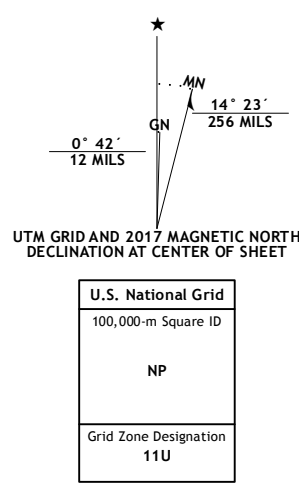 ★
MN
GN
14° 23´
256 MILS
0° 42´
12 MILS
UTM GRID AND 2017 MAGNETIC NORTH
DECLINATION AT CENTER OF SHEET
U.S. National Grid
100,000-m Square ID
NP
Grid Zone Designation
11U